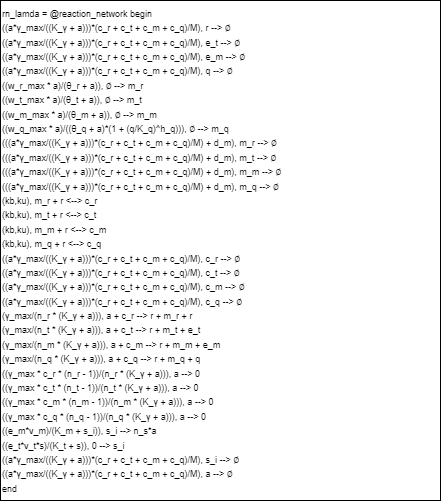 rn_lamda = @reaction_network begin
((a*γ_max/((K_γ + a)))*(c_r + c_t + c_m + c_q)/M), r --> ∅
((a*γ_max/((K_γ + a)))*(c_r + c_t + c_m + c_q)/M), e_t --> ∅
((a*γ_max/((K_γ + a)))*(c_r + c_t + c_m + c_q)/M), e_m --> ∅
((a*γ_max/((K_γ + a)))*(c_r + c_t + c_m + c_q)/M), q --> ∅
((w_r_max * a)/(θ_r + a)), ∅ --> m_r
((w_t_max * a)/(θ_t + a)), ∅ --> m_t
((w_m_max * a)/(θ_m + a)), ∅ --> m_m
((w_q_max * a)/((θ_q + a)*(1 + (q/K_q)^h_q))), ∅ --> m_q
(((a*γ_max/((K_γ + a)))*(c_r + c_t + c_m + c_q)/M) + d_m), m_r --> ∅
(((a*γ_max/((K_γ + a)))*(c_r + c_t + c_m + c_q)/M) + d_m), m_t --> ∅
(((a*γ_max/((K_γ + a)))*(c_r + c_t + c_m + c_q)/M) + d_m), m_m --> ∅
(((a*γ_max/((K_γ + a)))*(c_r + c_t + c_m + c_q)/M) + d_m), m_q --> ∅
(kb,ku), m_r + r <--> c_r
(kb,ku), m_t + r <--> c_t
(kb,ku), m_m + r <--> c_m
(kb,ku), m_q + r <--> c_q
((a*γ_max/((K_γ + a)))*(c_r + c_t + c_m + c_q)/M), c_r --> ∅
((a*γ_max/((K_γ + a)))*(c_r + c_t + c_m + c_q)/M), c_t --> ∅
((a*γ_max/((K_γ + a)))*(c_r + c_t + c_m + c_q)/M), c_m --> ∅
((a*γ_max/((K_γ + a)))*(c_r + c_t + c_m + c_q)/M), c_q --> ∅
(γ_max/(n_r * (K_γ + a))), a + c_r --> r + m_r + r
(γ_max/(n_t * (K_γ + a))), a + c_t --> r + m_t + e_t
(γ_max/(n_m * (K_γ + a))), a + c_m --> r + m_m + e_m
(γ_max/(n_q * (K_γ + a))), a + c_q --> r + m_q + q
((γ_max * c_r * (n_r - 1))/(n_r * (K_γ + a))), a --> 0
((γ_max * c_t * (n_t - 1))/(n_t * (K_γ + a))), a --> 0
((γ_max * c_m * (n_m - 1))/(n_m * (K_γ + a))), a --> 0
((γ_max * c_q * (n_q - 1))/(n_q * (K_γ + a))), a --> 0
((e_m*v_m)/(K_m + s_i)), s_i --> n_s*a
((e_t*v_t*s)/(K_t + s)), 0 --> s_i
((a*γ_max/((K_γ + a)))*(c_r + c_t + c_m + c_q)/M), s_i --> ∅
((a*γ_max/((K_γ + a)))*(c_r + c_t + c_m + c_q)/M), a --> ∅
end